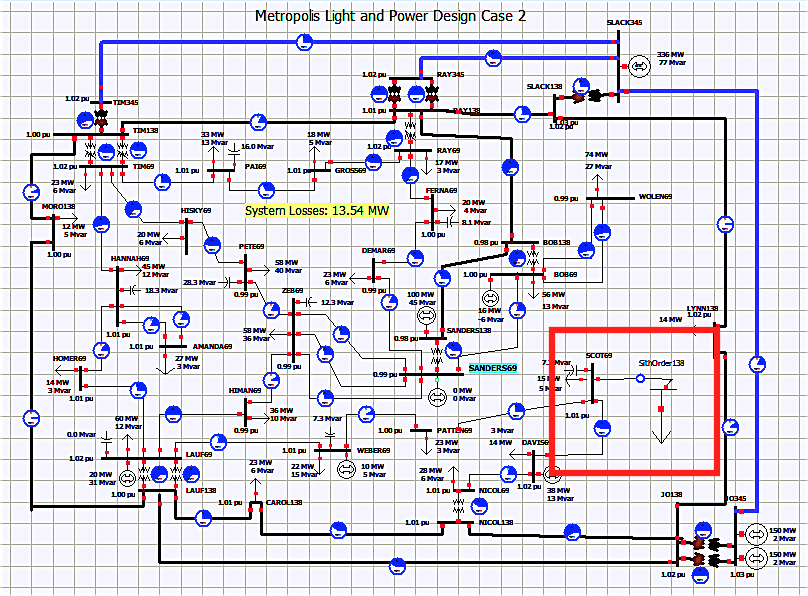 Metropolis Light and Power Design Case 2
SLACK345
336 MW
77 Mvar
1.02 pu
RAY345
SLACK138
1.02 pu
TIM345
1.01 pu
RAY138
1.03 pu
1.02 pu
1.00 pu
TIM138
33 MW
13 Mvar
16.0 Mvar
18 MW
5 Mvar
1.02 pu
RAY69
74 MW
27 Mvar
1.02 pu
TIM69
1.01 pu
PAI69
1.01 pu
GROSS69
17 MW
3 Mvar
23 MW
6 Mvar
FERNA69
20 MW
4 Mvar
8.1 Mvar
1.00 pu
0.99 pu
WOLEN69
MORO138
12 MW
5 Mvar
1.00 pu
HISKY69
20 MW
6 Mvar
System Losses: 13.54 MW
PETE69
58 MW
40 Mvar
28.3 Mvar
0.99 pu
DEMAR69
23 MW
6 Mvar
0.99 pu
0.98 pu
BOB138
HANNAH69
45 MW
12 Mvar
18.3 Mvar
1.01 pu
1.00 pu
BOB69
56 MW
13 Mvar
16 MW
-6 Mvar
ZEB69
12.3 Mvar
100 MW
45 Mvar
LYNN138
1.02 pu
14 MW
58 MW
36 Mvar
0.99 pu
0.98 pu
SANDERS138
1.01 pu
AMANDA69
27 MW
3 Mvar
HOMER69
14 MW
3 Mvar
1.01 pu
0.99 pu
SANDERS69
0 MW
0 Mvar
SCOT69
SithOrder138
15 MW
5 Mvar
1.01 pu
HIMAN69
36 MW
10 Mvar
0.99 pu
60 MW
12 Mvar
0.0 Mvar
7.3 Mvar
1.00 pu
PATTEN69
23 MW
3 Mvar
3 Mvar
14 MW
DAVIS69
1.02 pu
38 MW
13 Mvar
1.02 pu
LAUF69
20 MW
31 Mvar
1.00 pu
LAUF138
1.01 pu
WEBER69
22 MW
15 Mvar
10 MW
5 Mvar
23 MW
6 Mvar
1.01 pu
CAROL138
28 MW
6 Mvar
1.01 pu
NICOL69
1.01 pu
NICOL138
JO138
JO345
150 MW
2 Mvar
150 MW
2 Mvar
1.02 pu
1.03 pu